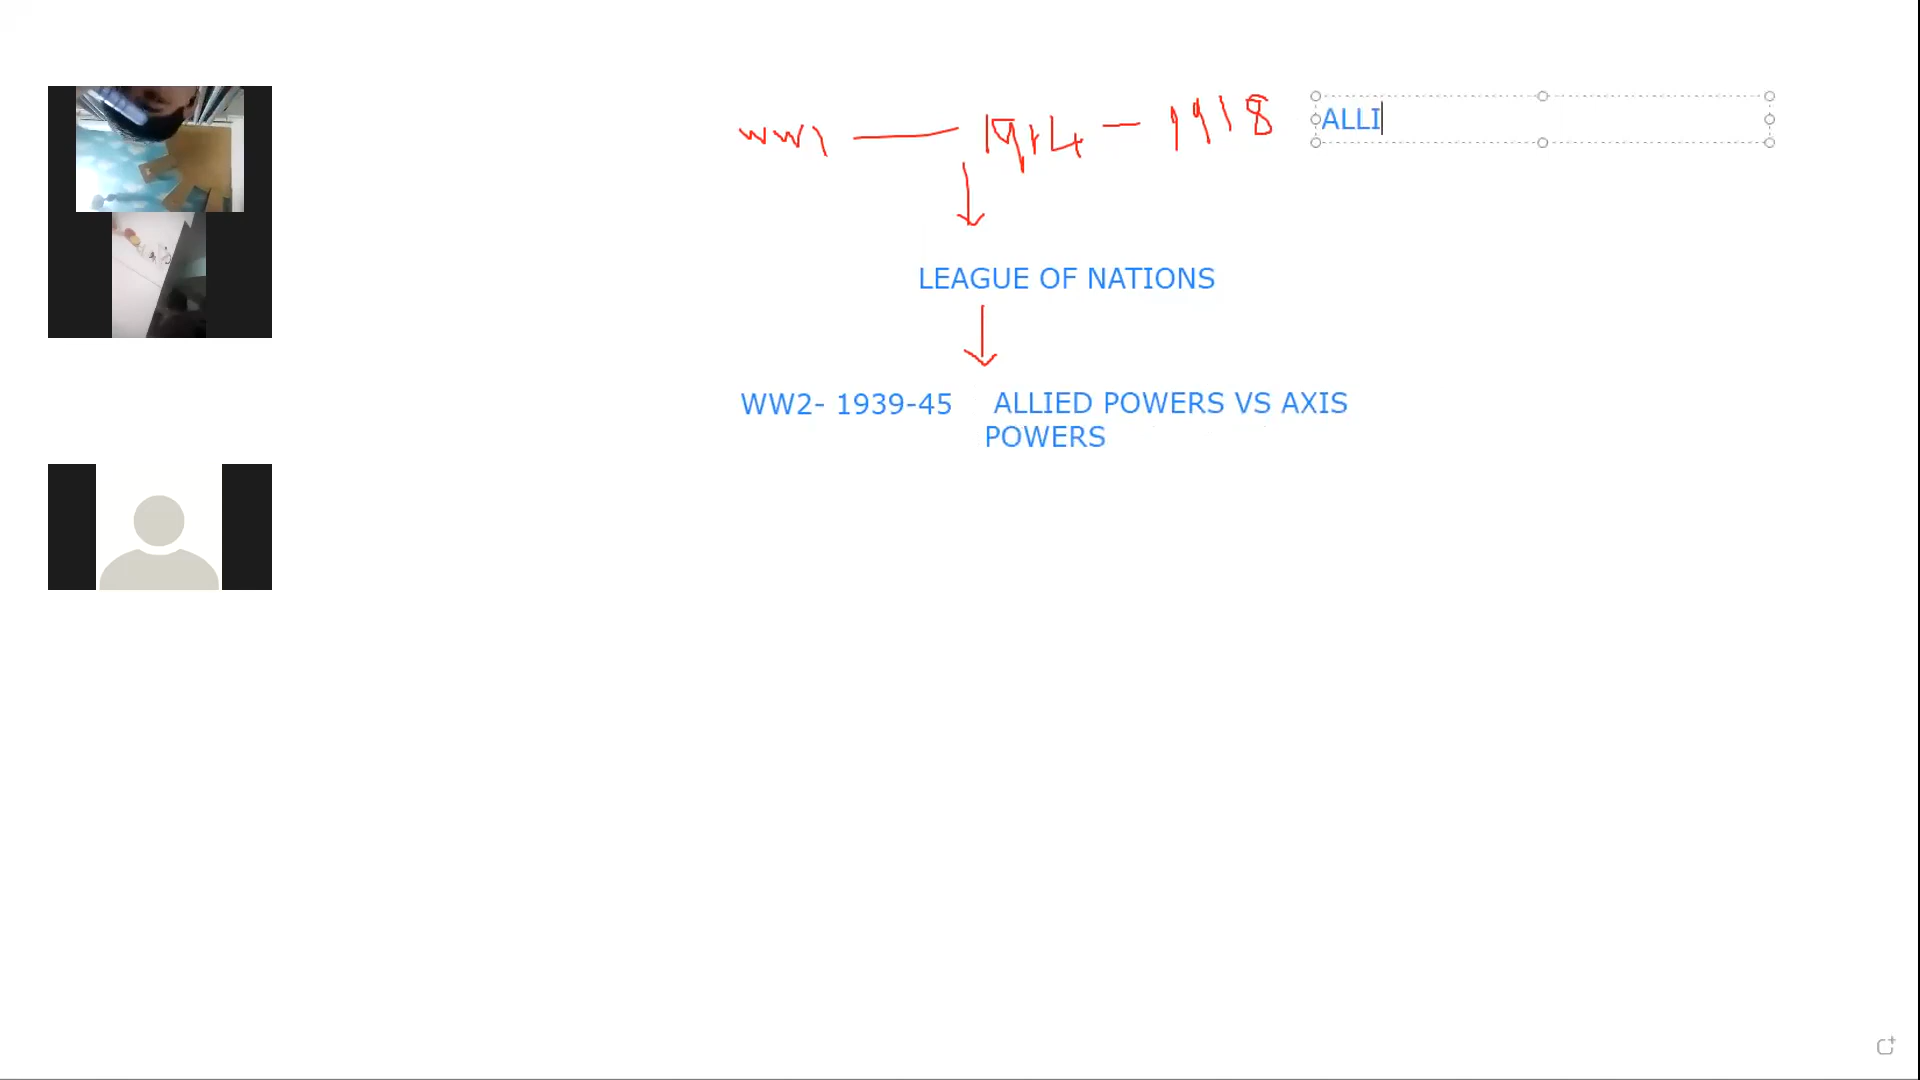 WW1 — 1914 — 1918 ALLI
LEAGUE OF NATIONS
WW2- 1939-45 ALLIED POWERS VS AXIS
POWERS